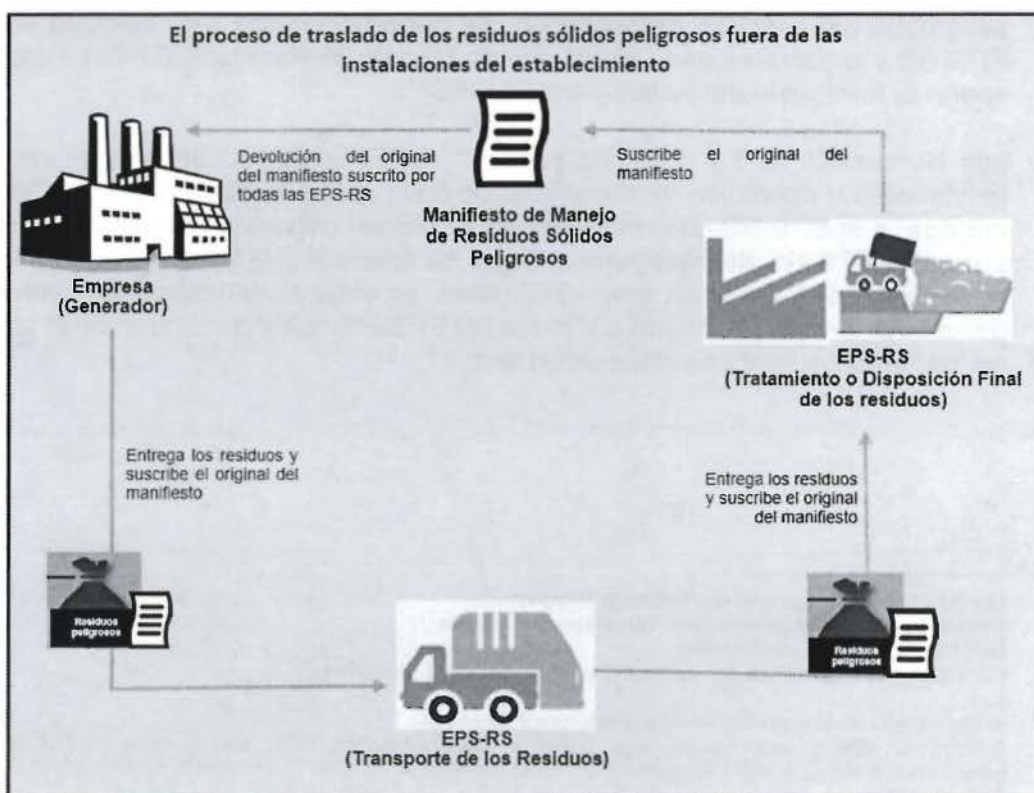 El proceso de traslado de los residuos sólidos peligrosos fuera de las
instalaciones del establecimiento
Devolución del original
del manifiesto suscrito por
todas las EPS-RS
Suscribe el original del
manifiesto
Manifiesto de Manejo
de Residuos Sólidos
Peligrosos
Empresa
(Generador)
EPS-RS
(Tratamiento o Disposición Final
de los residuos)
Entrega los residuos y
suscribe el original del
manifiesto
Entrega los residuos
y suscribe el original
del manifiesto
Residuos
peligrosos
Residuos
peligrosos
EPS-RS
(Transporte de los Residuos)